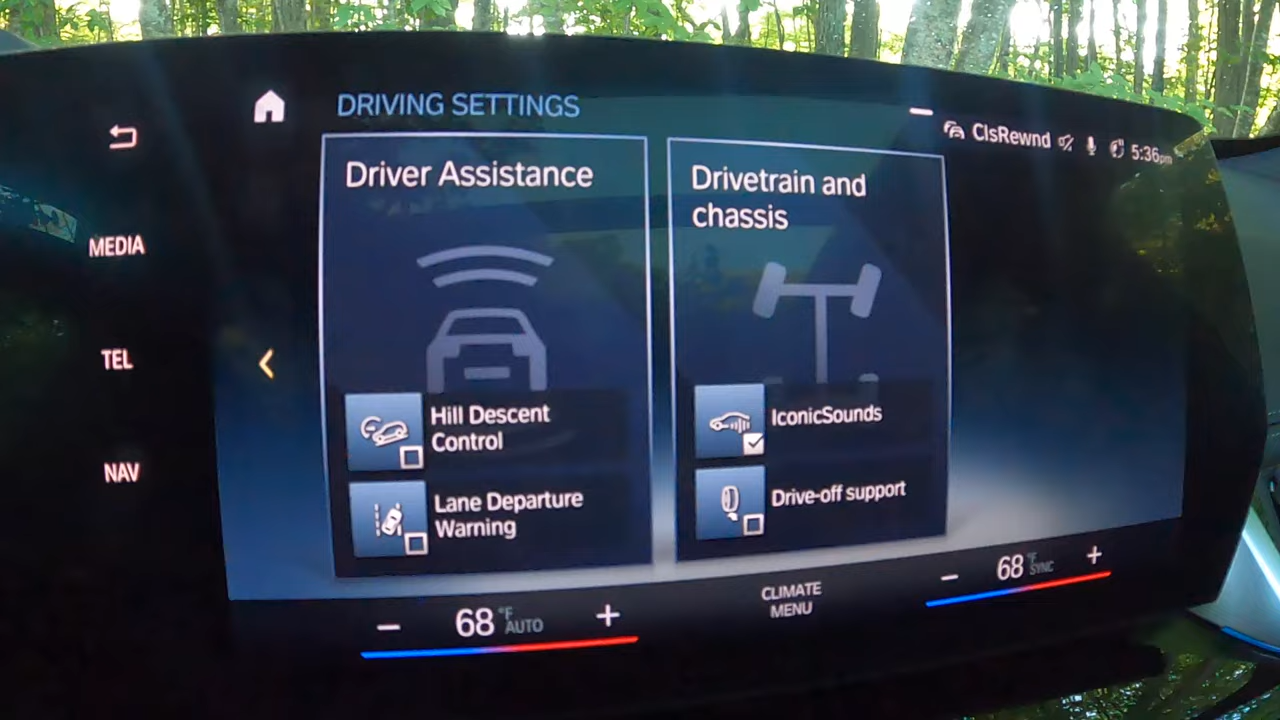 DRIVING SETTINGS
ClsRewnd 5:36pm
MEDIA
TEL
NAV
Driver Assistance
Hill Descent
Control
Lane Departure
Warning
Drivetrain and
chassis
IconicSounds
Drive-off support
− 68 °F AUTO +
CLIMATE
MENU
− 68 °F SYNC +